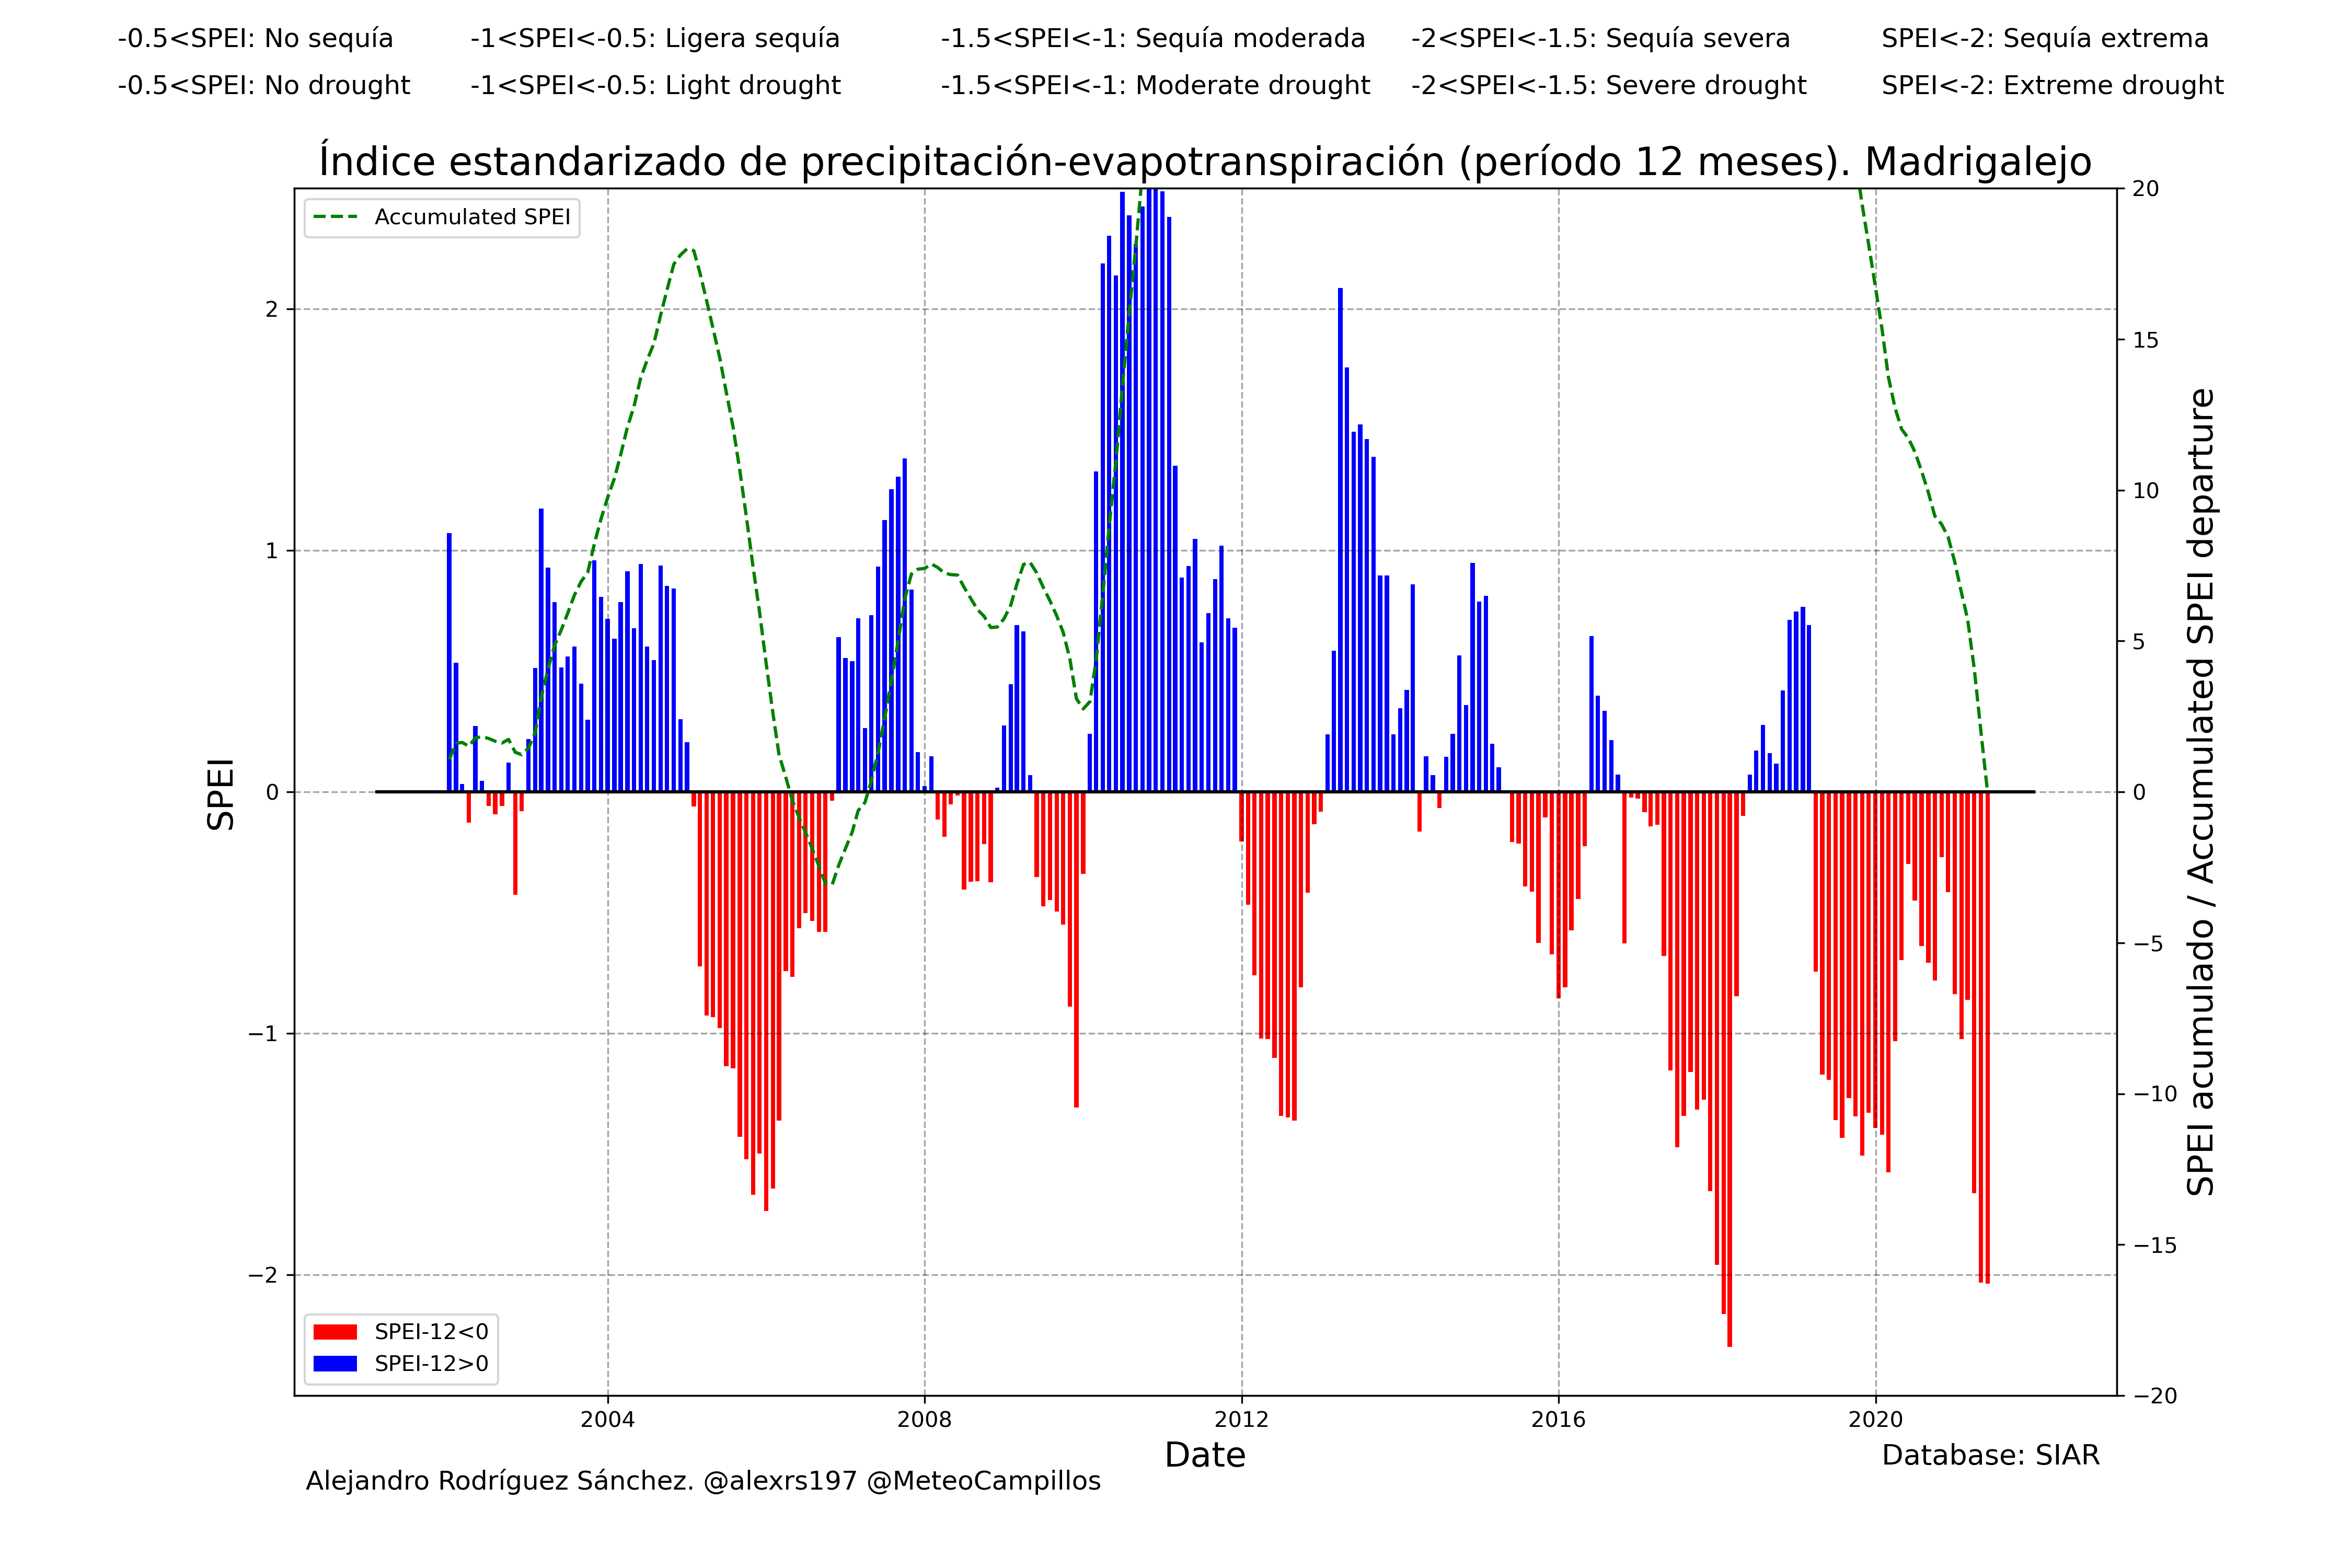 -0.5<SPEI: No sequía -1<SPEI<-0.5: Ligera sequía -1.5<SPEI<-1: Sequía moderada -2<SPEI<-1.5: Sequía severa SPEI<-2: Sequía extrema
-0.5<SPEI: No drought -1<SPEI<-0.5: Light drought -1.5<SPEI<-1: Moderate drought -2<SPEI<-1.5: Severe drought SPEI<-2: Extreme drought
Índice estandarizado de precipitación-evapotranspiración (período 12 meses). Madrigalejo
Accumulated SPEI
SPEI
2
1
0
−1
−2
20
15
10
5
0
−5
−10
−15
−20
SPEI acumulado / Accumulated SPEI departure
SPEI-12<0
SPEI-12>0
2004 2008 2012 2016 2020
Date
Database: SIAR
Alejandro Rodríguez Sánchez. @alexrs197 @MeteoCampillos